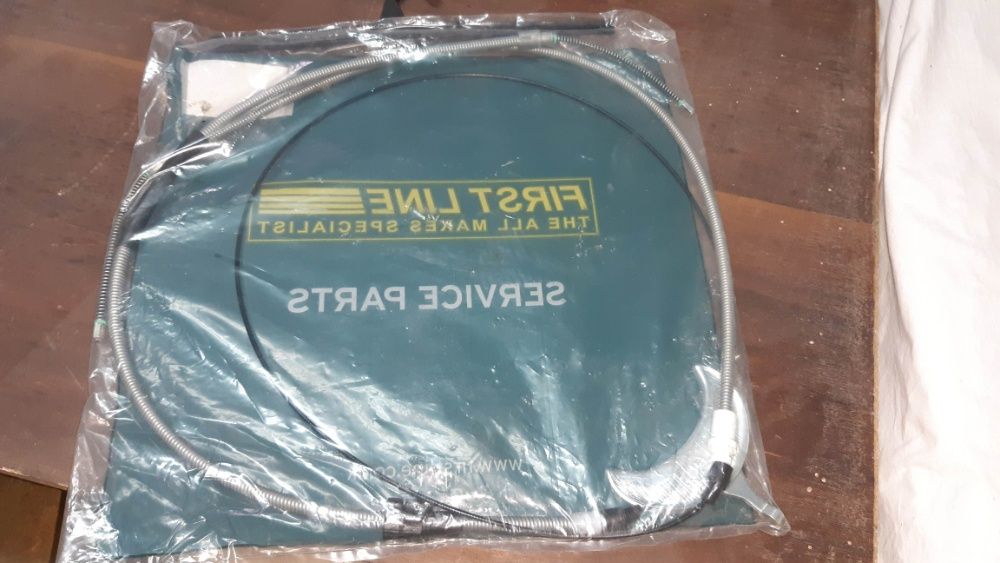 FIRST LINE
THE ALL MAKES SPECIALIST
SERVICE PARTS